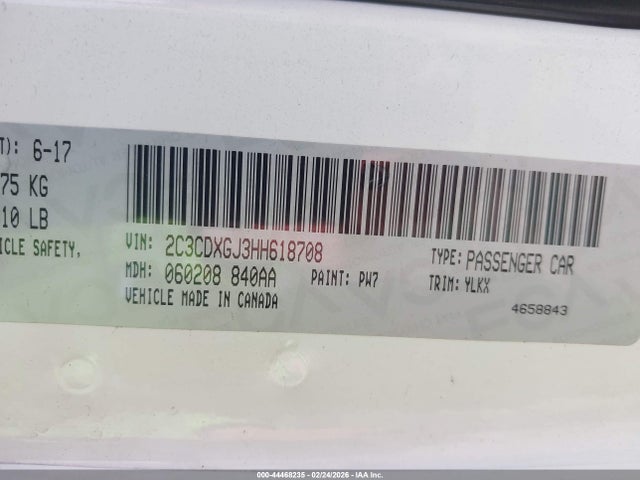 T): 6-17
75 KG
10 LB
ICLE SAFETY,
VIN: 2C3CDXGJ3HH618708
MDH: 060208 840AA
PAINT: PW7
VEHICLE MADE IN CANADA
TYPE: PASSENGER CAR
TRIM: YLKX
4658843
000-44468235 - 02/24/2026 - IAA Inc.